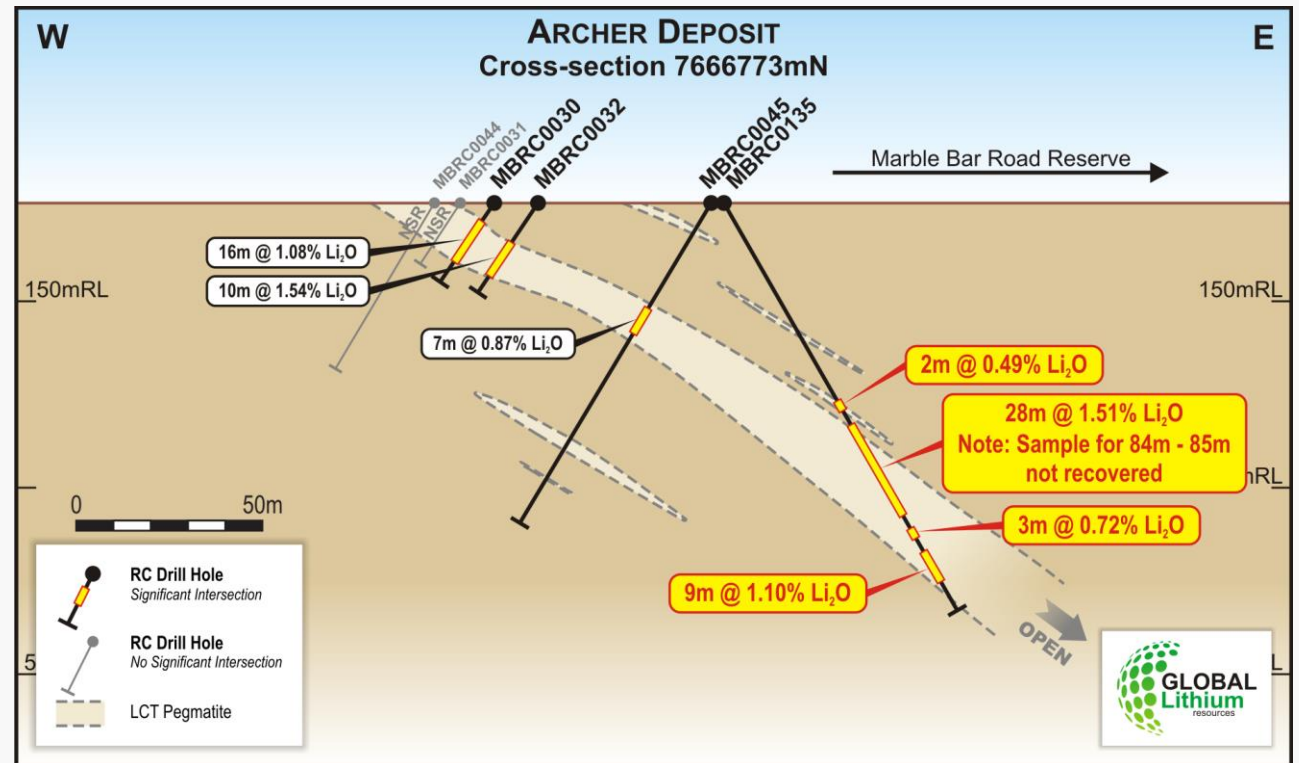 W
ARCHER DEPOSIT
E
Cross-section 7666773mN
MBRC0044
MBRC0031
MBRC0030
MBRC0032
MBRC0045
MBRC0135
Marble Bar Road Reserve
NSR
NSR
16m @ 1.08% Li₂O
10m @ 1.54% Li₂O
150mRL
150mRL
7m @ 0.87% Li₂O
2m @ 0.49% Li₂O
28m @ 1.51% Li₂O
Note: Sample for 84m - 85m
not recovered
mRL
0 50m
3m @ 0.72% Li₂O
9m @ 1.10% Li₂O
RC Drill Hole
Significant Intersection
RC Drill Hole
No Significant Intersection
LCT Pegmatite
OPEN
5
L
GLOBAL
Lithium
resources